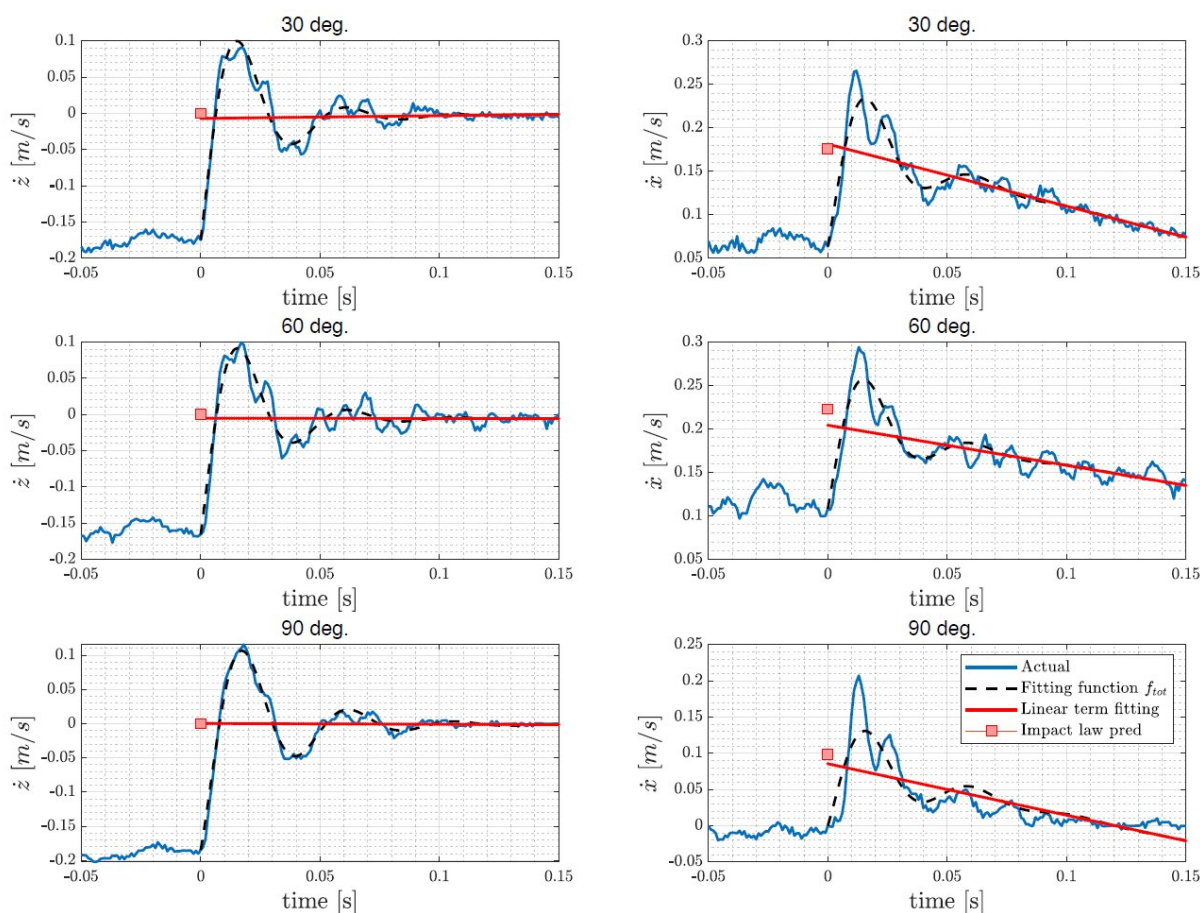 30 deg.
0.1
0.05
0
-0.05
-0.1
-0.15
-0.2
ż [m/s]
-0.05 0 0.05 0.1 0.15
time [s]
30 deg.
0.3
0.25
0.2
0.15
0.1
0.05
ẋ [m/s]
-0.05 0 0.05 0.1 0.15
time [s]
60 deg.
0.1
0.05
0
-0.05
-0.1
-0.15
-0.2
ż [m/s]
-0.05 0 0.05 0.1 0.15
time [s]
60 deg.
0.3
0.25
0.2
0.15
0.1
0.05
ẋ [m/s]
-0.05 0 0.05 0.1 0.15
time [s]
90 deg.
0.1
0.05
0
-0.05
-0.1
-0.15
-0.2
ż [m/s]
-0.05 0 0.05 0.1 0.15
time [s]
90 deg.
0.25
0.2
0.15
0.1
0.05
0
-0.05
ẋ [m/s]
-0.05 0 0.05 0.1 0.15
time [s]
Actual
Fitting function f_tot
Linear term fitting
Impact law pred